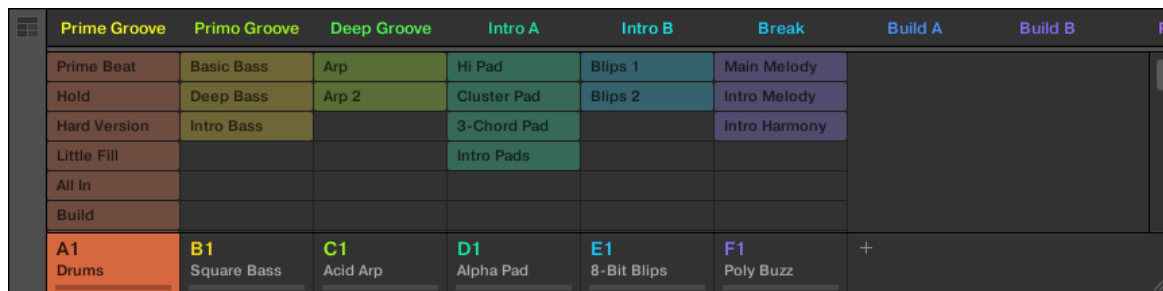 Prime Groove Primo Groove Deep Groove Intro A Intro B Break Build A Build B
Prime Beat Basic Bass Arp Hi Pad Blips 1 Main Melody
Hold Deep Bass Arp 2 Cluster Pad Blips 2 Intro Melody
Hard Version Intro Bass 3-Chord Pad Intro Harmony
Little Fill Intro Pads
All In
Build
A1 B1 C1 D1 E1 F1 +
Drums Square Bass Acid Arp Alpha Pad 8-Bit Blips Poly Buzz